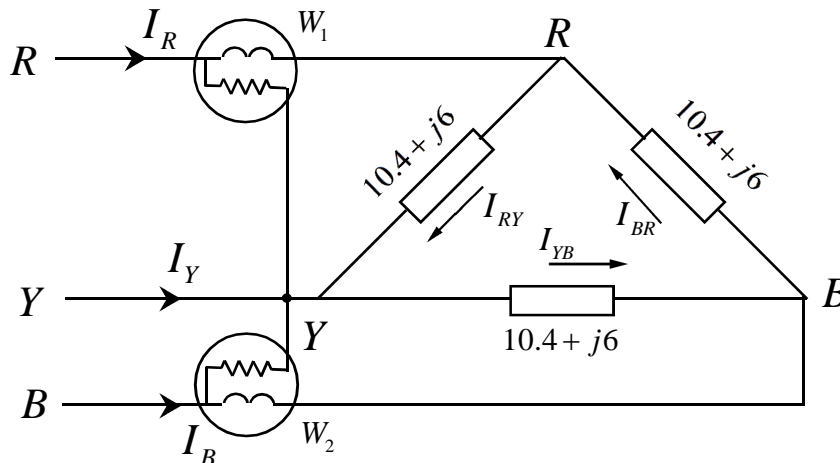 I_R
W_1
R
R
10.4 + j6
10.4 + j6
I_RY
I_BR
I_Y
I_YB
Y
B
Y
10.4 + j6
B
I_B
W_2